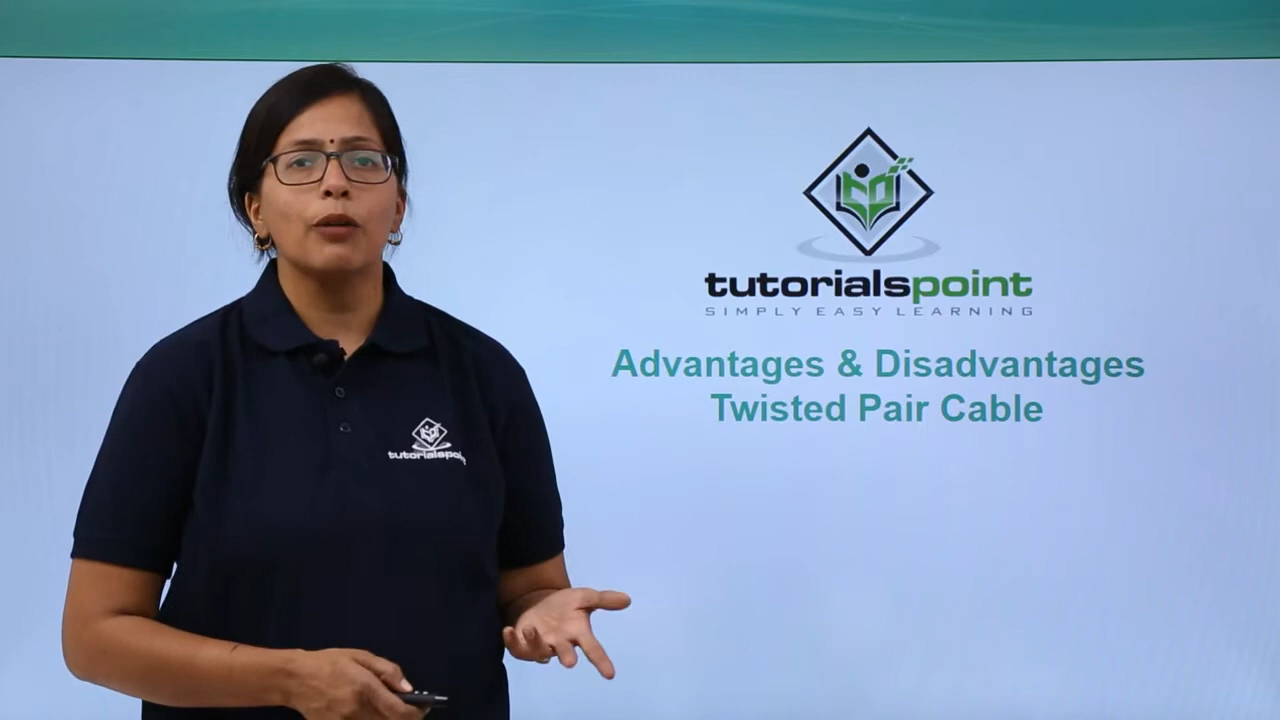 tutorialspoint
SIMPLY EASY LEARNING
Advantages & Disadvantages
Twisted Pair Cable
tutorialspoint